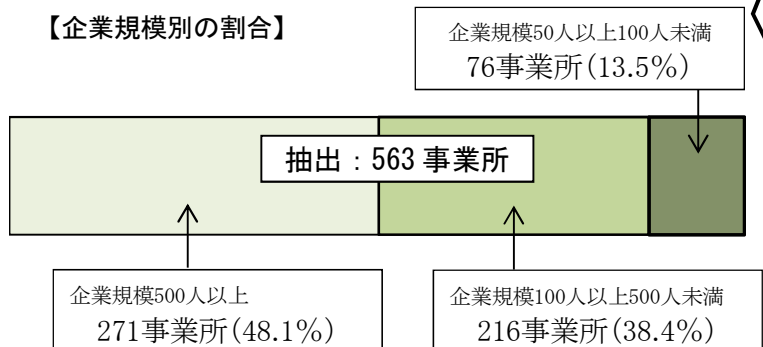 【企業規模別の割合】
企業規模50人以上100人未満
76事業所(13.5%)
抽出：563事業所
企業規模500人以上
271事業所(48.1%)
企業規模100人以上500人未満
216事業所(38.4%)